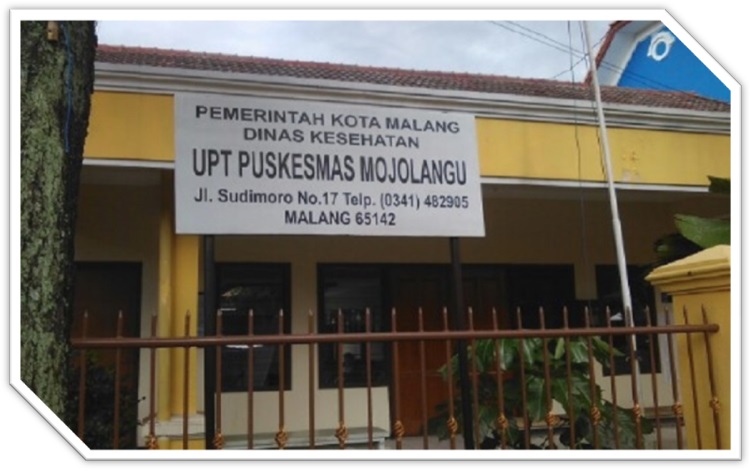 PEMERINTAH KOTA MALANG
DINAS KESEHATAN
UPT PUSKESMAS MOJOLANGU
Jl. Sudimoro No.17 Telp. (0341) 482905
MALANG 65142